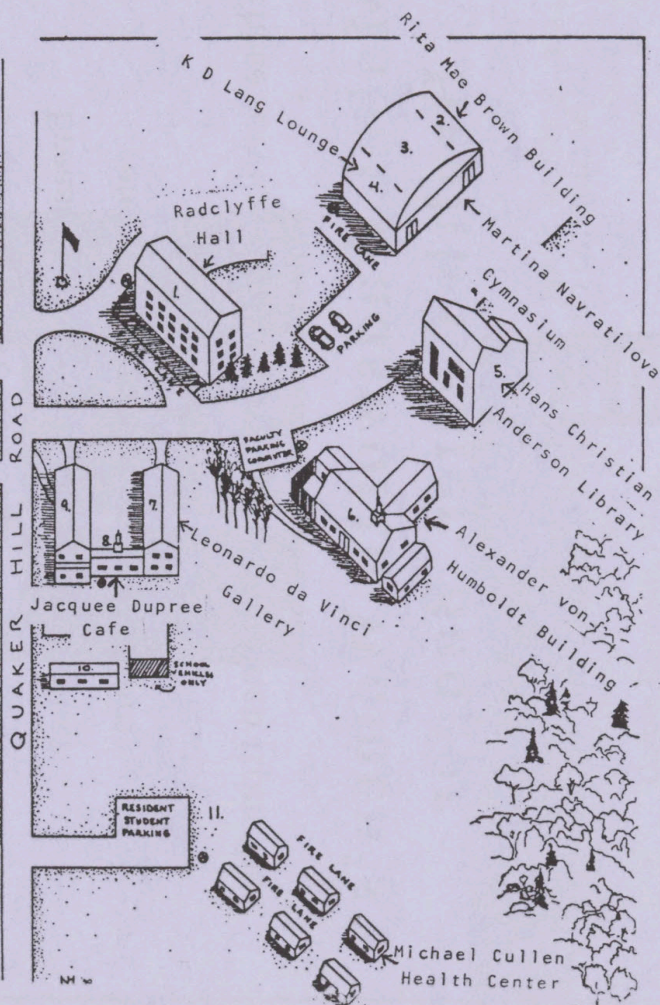 Rita Mae Brown Building
K D Lang Lounge
2.
3.
4.
Radclyffe
Hall
FIRE LANE
Martina Navratilova
Gymnasium
1.
PARKING
5.
Hans Christian
Anderson Library
FACULTY
PARKING
COMMUTER
QUAKER HILL ROAD
9.
7.
8.
6.
Leonardo da Vinci
Gallery
Alexander von
Humboldt Building
Jacquee Dupree
Cafe
10.
SCHOOL
VEHICLES
ONLY
RESIDENT
STUDENT
PARKING
11.
FIRE LANE
FIRE LANE
Michael Cullen
Health Center